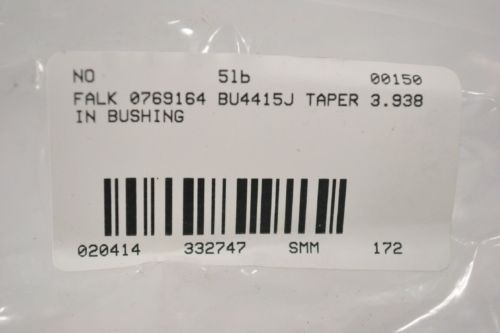 NO 5lb 00150
FALK 0769164 BU4415J TAPER 3.938
IN BUSHING
020414 332747 SMM 172